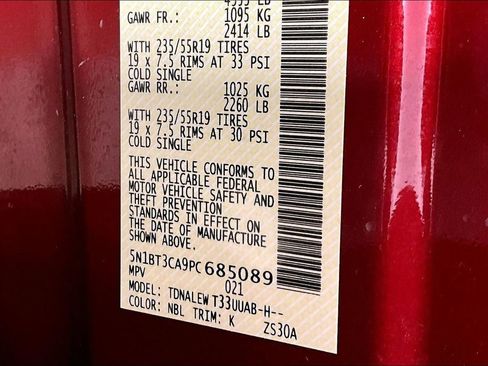 GAWR FR.: 1095 KG
2414 LB
WITH 235/55R19 TIRES
19 x 7.5 RIMS AT 33 PSI
COLD SINGLE
GAWR RR.: 1025 KG
2260 LB
WITH 235/55R19 TIRES
19 x 7.5 RIMS AT 30 PSI
COLD SINGLE
THIS VEHICLE CONFORMS TO
ALL APPLICABLE FEDERAL
MOTOR VEHICLE SAFETY AND
THEFT PREVENTION
STANDARDS IN EFFECT ON
THE DATE OF MANUFACTURE
SHOWN ABOVE.
5N1BT3CA9PC685089
MPV 021
MODEL: TDNALEW T33UUAB-H--
COLOR: NBL TRIM: K ZS30A